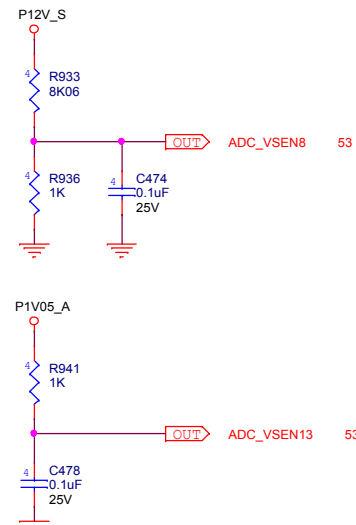 P12V_S
4 R933
8K06
OUT ADC_VSEN8 53
4 R936
1K
4 C474
0.1uF
25V
P1V05_A
4 R941
1K
OUT ADC_VSEN13 53
4 C478
0.1uF
25V